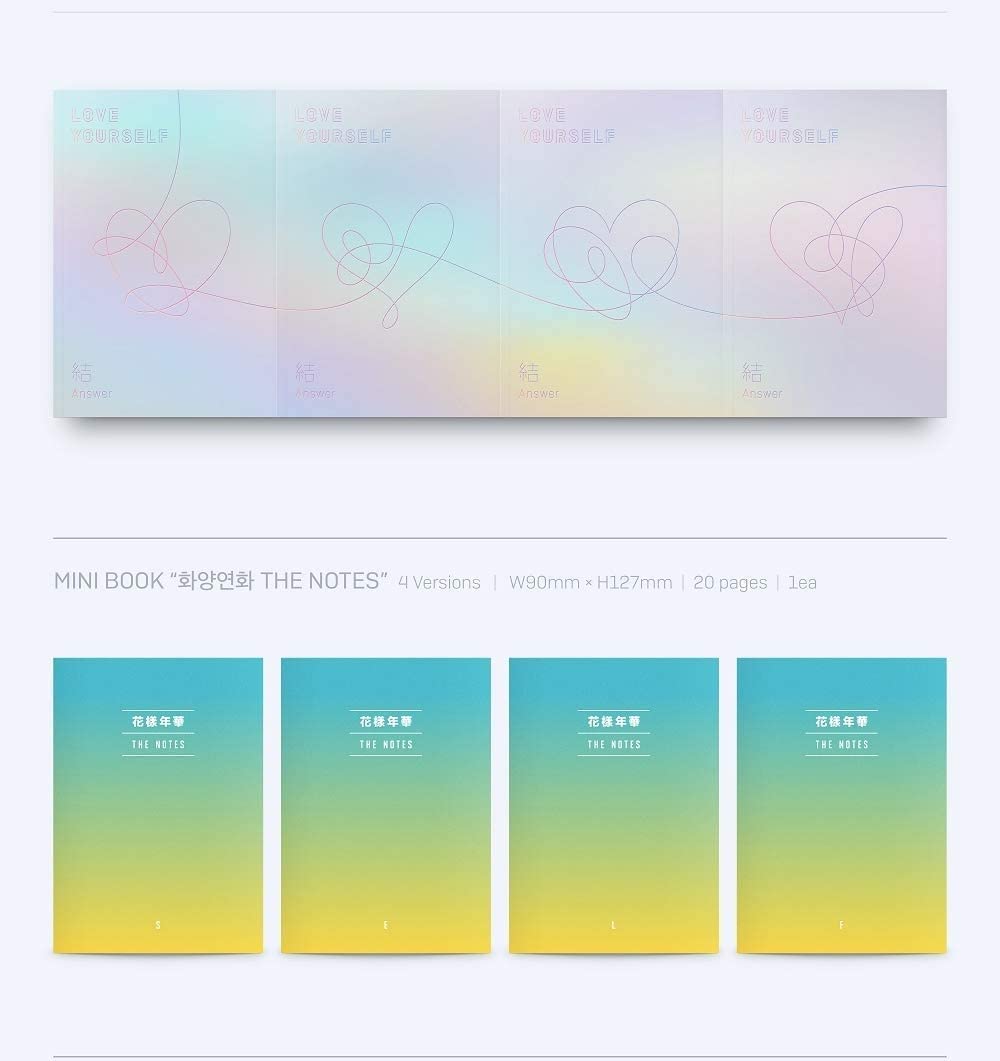 LOVE
YOURSELF
結
Answer
LOVE
YOURSELF
結
Answer
LOVE
YOURSELF
結
Answer
LOVE
YOURSELF
結
Answer
MINI BOOK “화양연화 THE NOTES” 4 Versions | W90mm × H127mm | 20 pages | 1ea
花樣年華
THE NOTES
S
花樣年華
THE NOTES
E
花樣年華
THE NOTES
L
花樣年華
THE NOTES
F